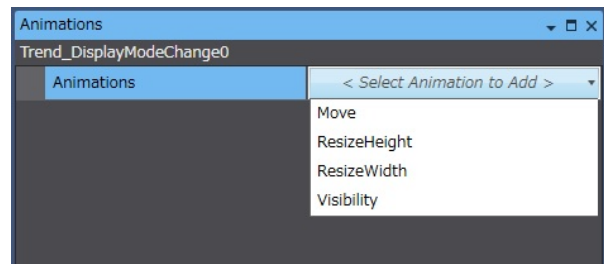 Animations
Trend_DisplayModeChange0
Animations < Select Animation to Add >
Move
ResizeHeight
ResizeWidth
Visibility